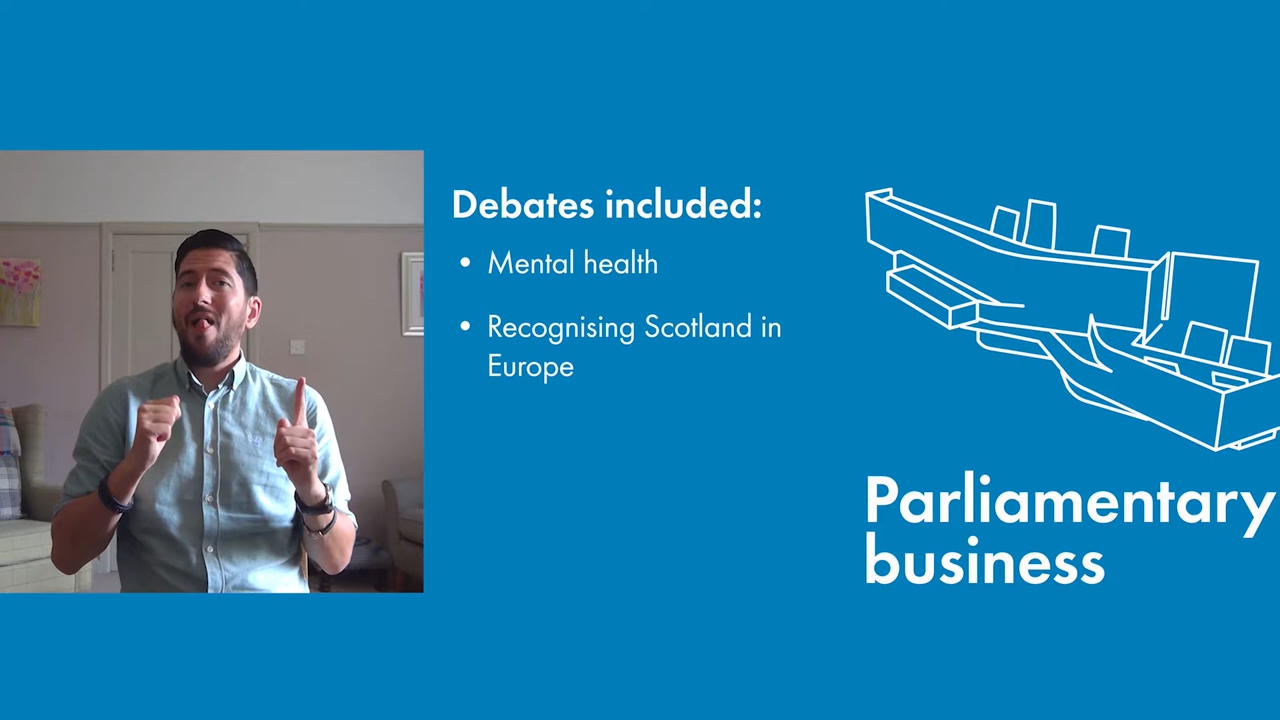 Debates included:
• Mental health
• Recognising Scotland in
Europe
Parliamentary
business